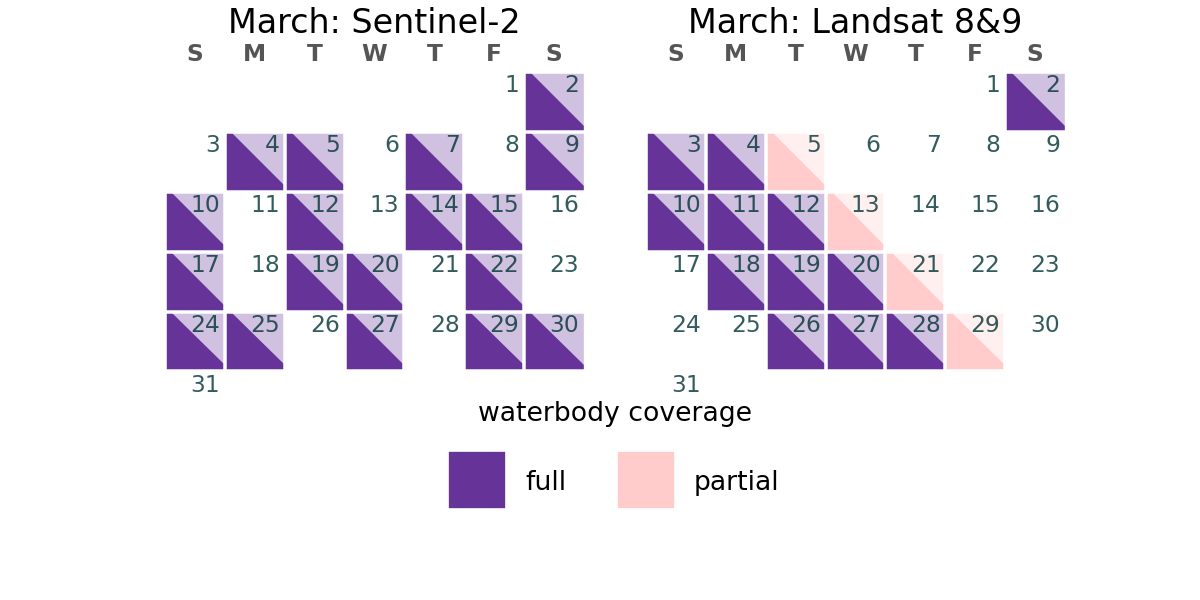 March: Sentinel-2
S M T W T F S
1 2
3 4 5 6 7 8 9
10 11 12 13 14 15 16
17 18 19 20 21 22 23
24 25 26 27 28 29 30
31
March: Landsat 8&9
S M T W T F S
1 2
3 4 5 6 7 8 9
10 11 12 13 14 15 16
17 18 19 20 21 22 23
24 25 26 27 28 29 30
31
waterbody coverage
full partial